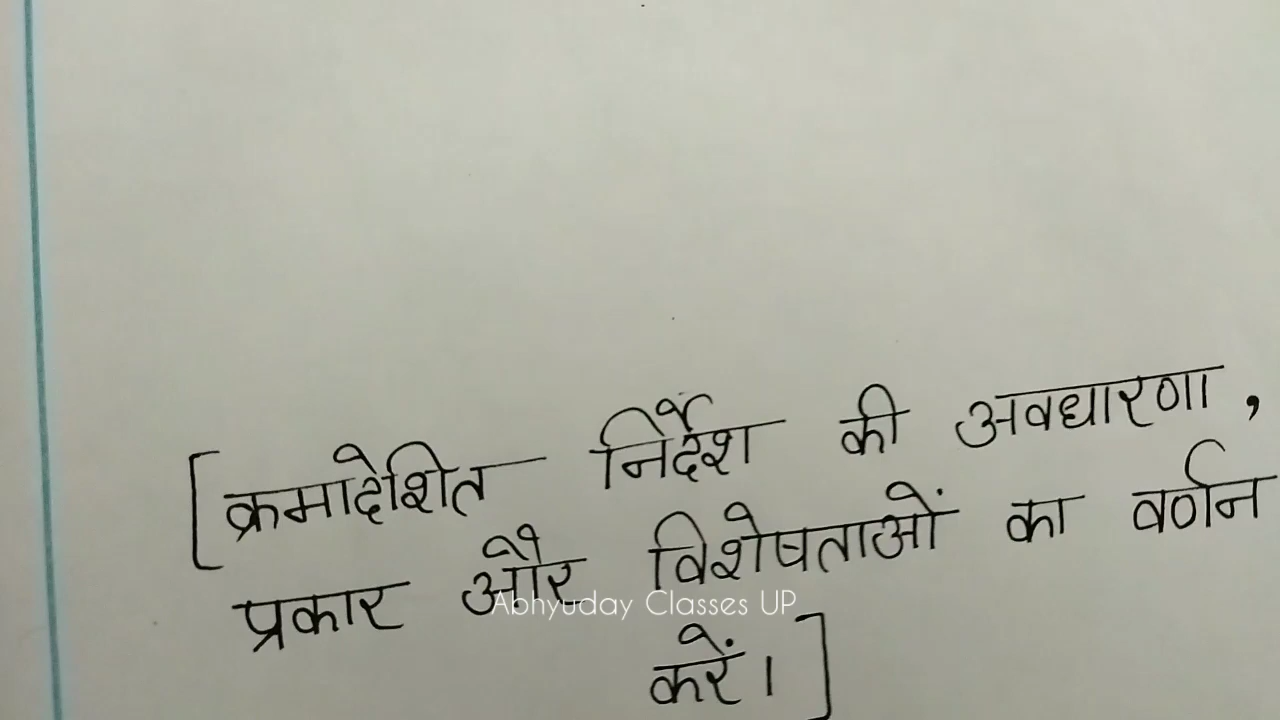 [क्रमादेशित निर्देश की अवधारणा,
प्रकार और विशेषताओं का वर्णन
Abhyuday Classes UP
करें।]